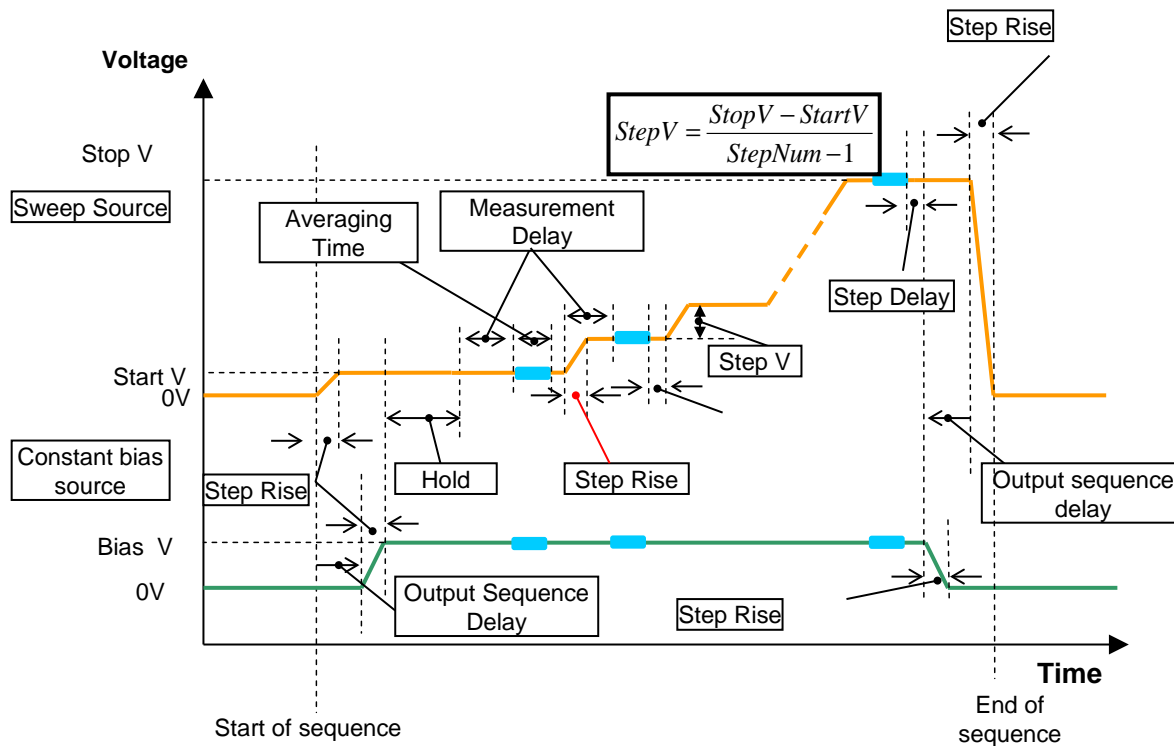 Step Rise
Voltage
StepV = (StopV − StartV) / (StepNum −1)
Stop V
Sweep Source
Averaging
Time
Measurement
Delay
Step Delay
Step V
Start V
0V
Constant bias
source
Step Rise
Hold
Step Rise
Output sequence
delay
Bias V
0V
Output Sequence
Delay
Step Rise
Time
Start of sequence
End of
sequence